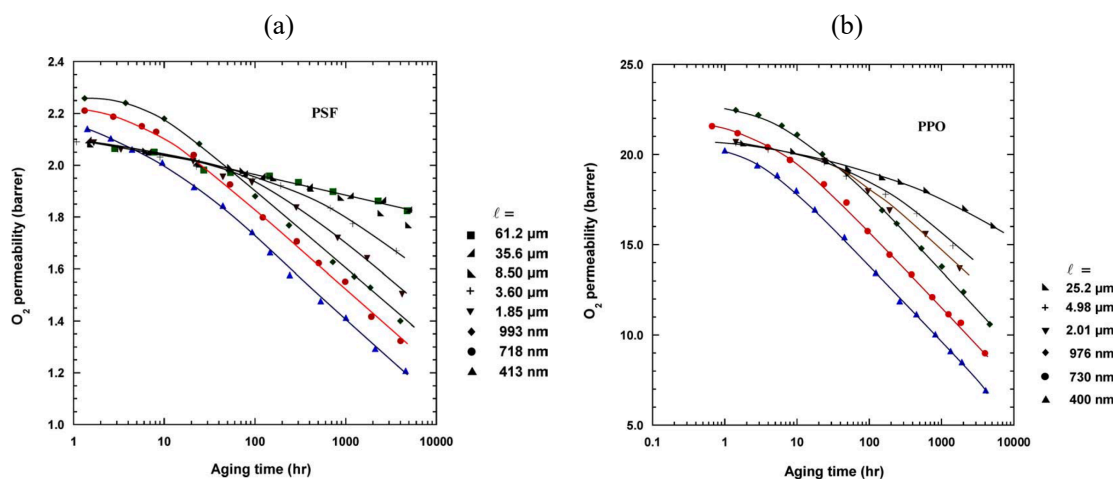 (a)
(b)
2.4
2.2
2.0
1.8
1.6
1.4
1.2
1.0
1
10
100
1000
10000
O₂ permeability (barrer)
Aging time (hr)
PSF
ℓ =
61.2 µm
35.6 µm
8.50 µm
3.60 µm
1.85 µm
993 nm
718 nm
413 nm
25.0
20.0
15.0
10.0
5.0
0.1
1
10
100
1000
10000
O₂ permeability (barrer)
Aging time (hr)
PPO
ℓ =
25.2 µm
4.98 µm
2.01 µm
976 nm
730 nm
400 nm